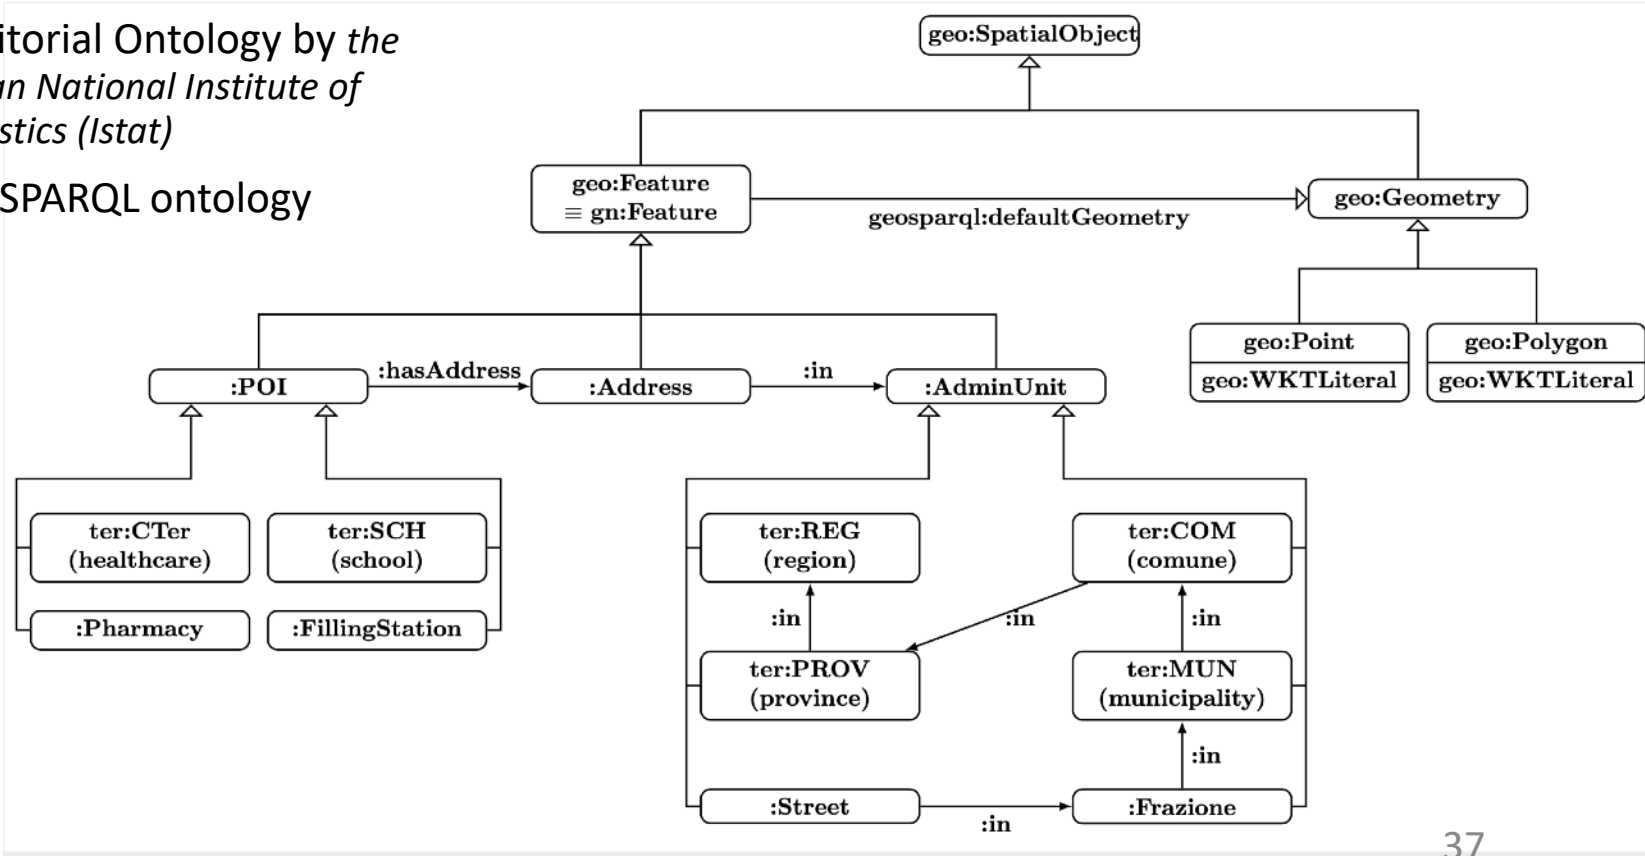 itorial Ontology by the
an National Institute of
stics (Istat)
SPARQL ontology
geo:SpatialObject
geo:Feature
≡ gn:Feature
geosparql:defaultGeometry
geo:Geometry
geo:Point
geo:WKTLiteral
geo:Polygon
geo:WKTLiteral
:POI
:hasAddress
:Address
:in
:AdminUnit
ter:CTer
(healthcare)
ter:SCH
(school)
:Pharmacy
:FillingStation
ter:REG
(region)
ter:COM
(comune)
:in
:in
:in
ter:PROV
(province)
ter:MUN
(municipality)
:in
:Street
:in
:Frazione
37